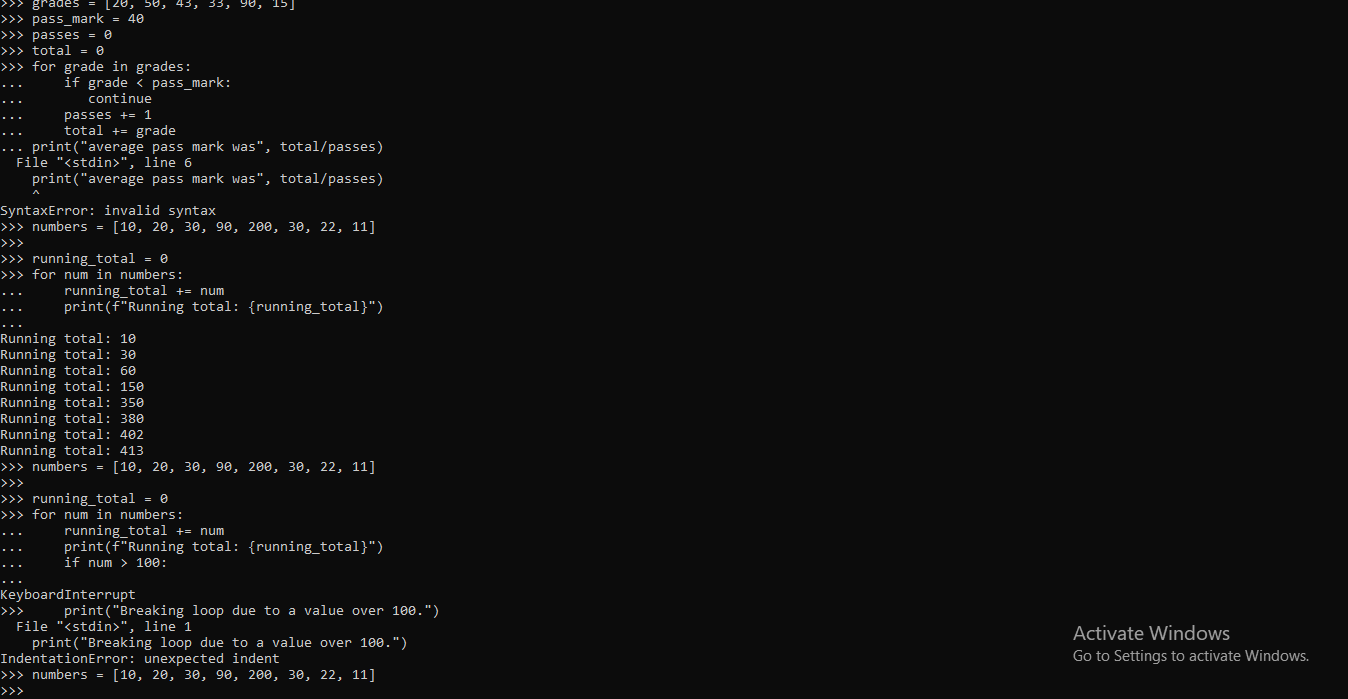 >>> grades = [20, 50, 43, 33, 90, 15]
>>> pass_mark = 40
>>> passes = 0
>>> total = 0
>>> for grade in grades:
...     if grade < pass_mark:
...        continue
...     passes += 1
...     total += grade
... print("average pass mark was", total/passes)
  File "<stdin>", line 6
    print("average pass mark was", total/passes)
    ^
SyntaxError: invalid syntax
>>> numbers = [10, 20, 30, 90, 200, 30, 22, 11]
>>>
>>> running_total = 0
>>> for num in numbers:
...     running_total += num
...     print(f"Running total: {running_total}")
...
Running total: 10
Running total: 30
Running total: 60
Running total: 150
Running total: 350
Running total: 380
Running total: 402
Running total: 413
>>> numbers = [10, 20, 30, 90, 200, 30, 22, 11]
>>>
>>> running_total = 0
>>> for num in numbers:
...     running_total += num
...     print(f"Running total: {running_total}")
...     if num > 100:
...
KeyboardInterrupt
>>>     print("Breaking loop due to a value over 100.")
  File "<stdin>", line 1
    print("Breaking loop due to a value over 100.")
IndentationError: unexpected indent
>>> numbers = [10, 20, 30, 90, 200, 30, 22, 11]
>>>
Activate Windows
Go to Settings to activate Windows.